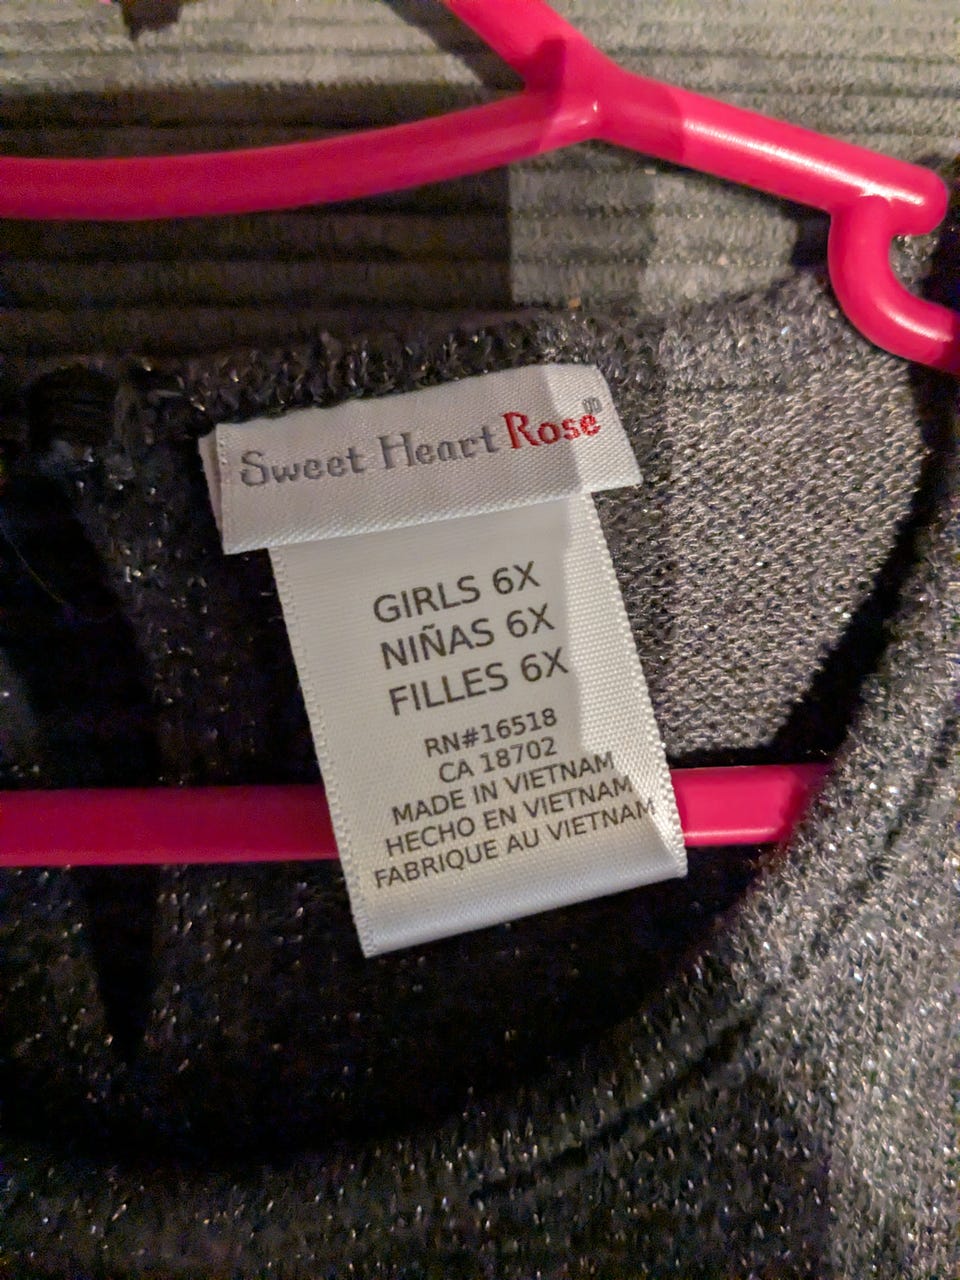 Sweet Heart Rose
GIRLS 6X
NIÑAS 6X
FILLES 6X
RN#16518
CA 18702
MADE IN VIETNAM
HECHO EN VIETNAM
FABRIQUE AU VIETNAM